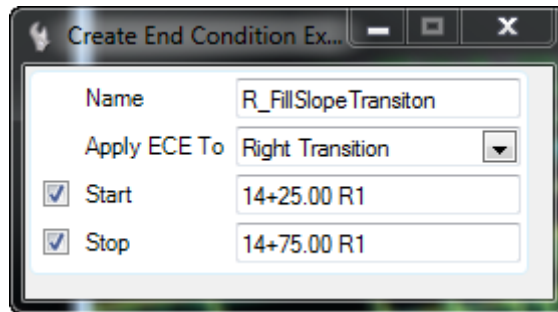 Create End Condition Ex...
Name R_FillSlopeTransiton
Apply ECE To Right Transition
Start 14+25.00 R1
Stop 14+75.00 R1